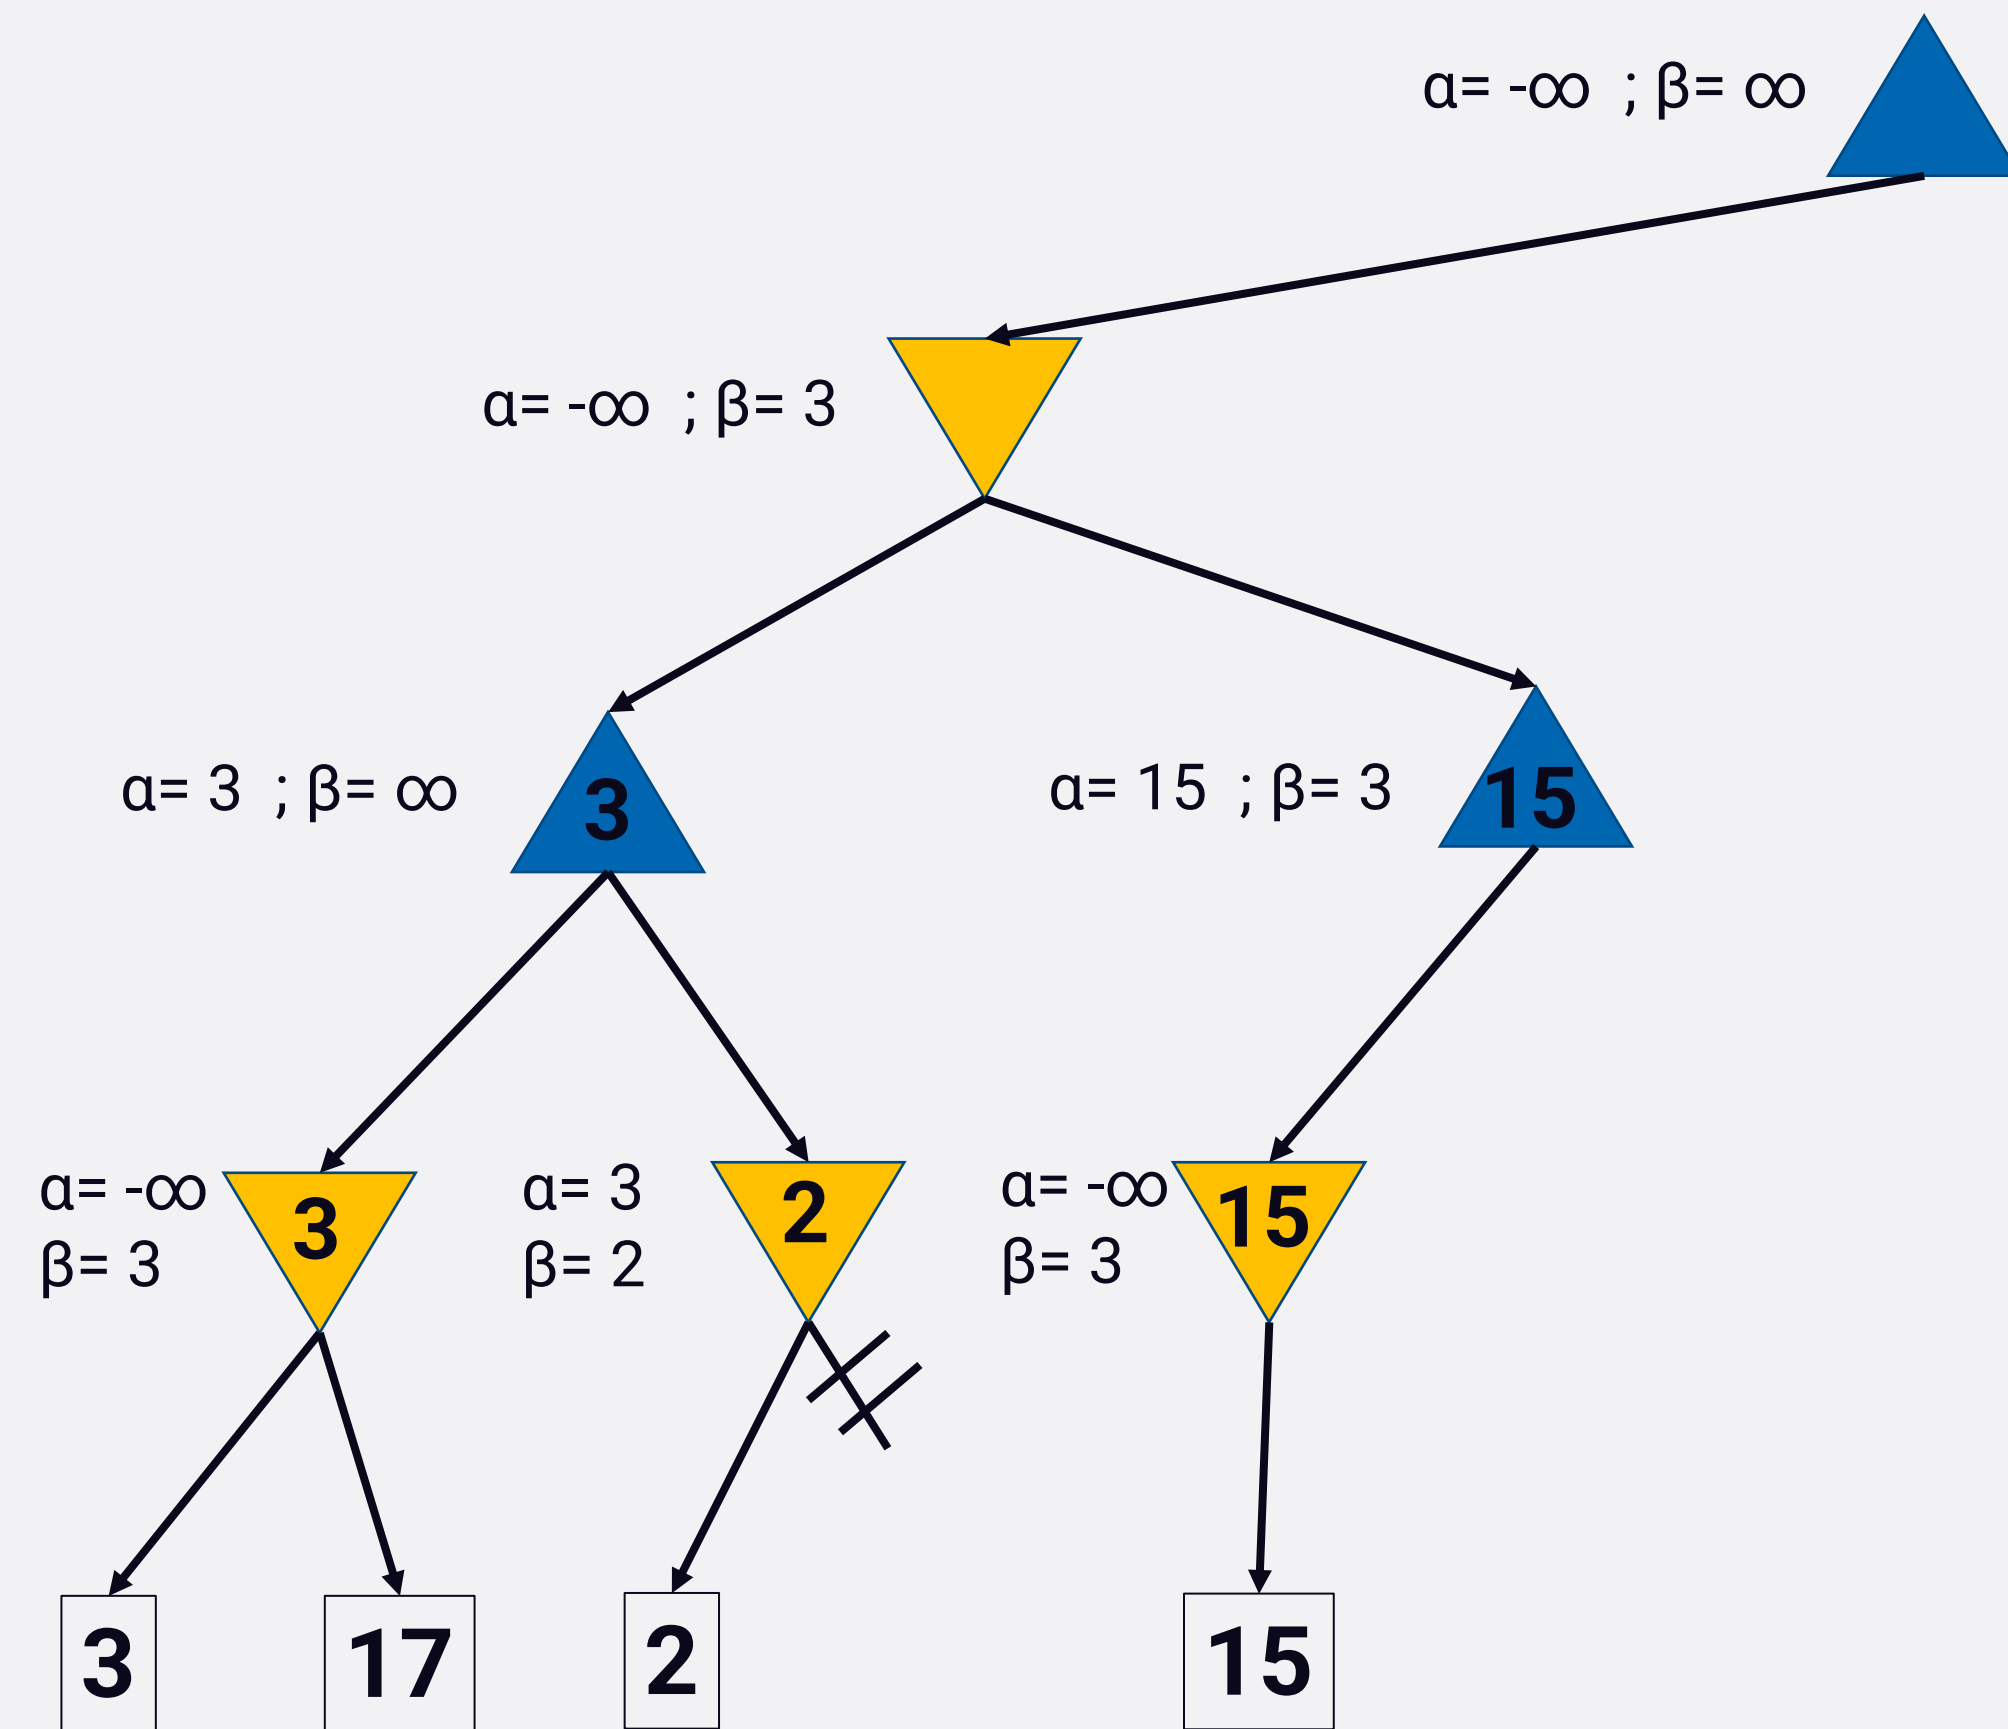 α= -∞ ; β= ∞
α= -∞ ; β= 3
α= 3 ; β= ∞
3
α= 15 ; β= 3
15
α= -∞
β= 3
3
α= 3
β= 2
2
α= -∞
β= 3
15
3
17
2
15